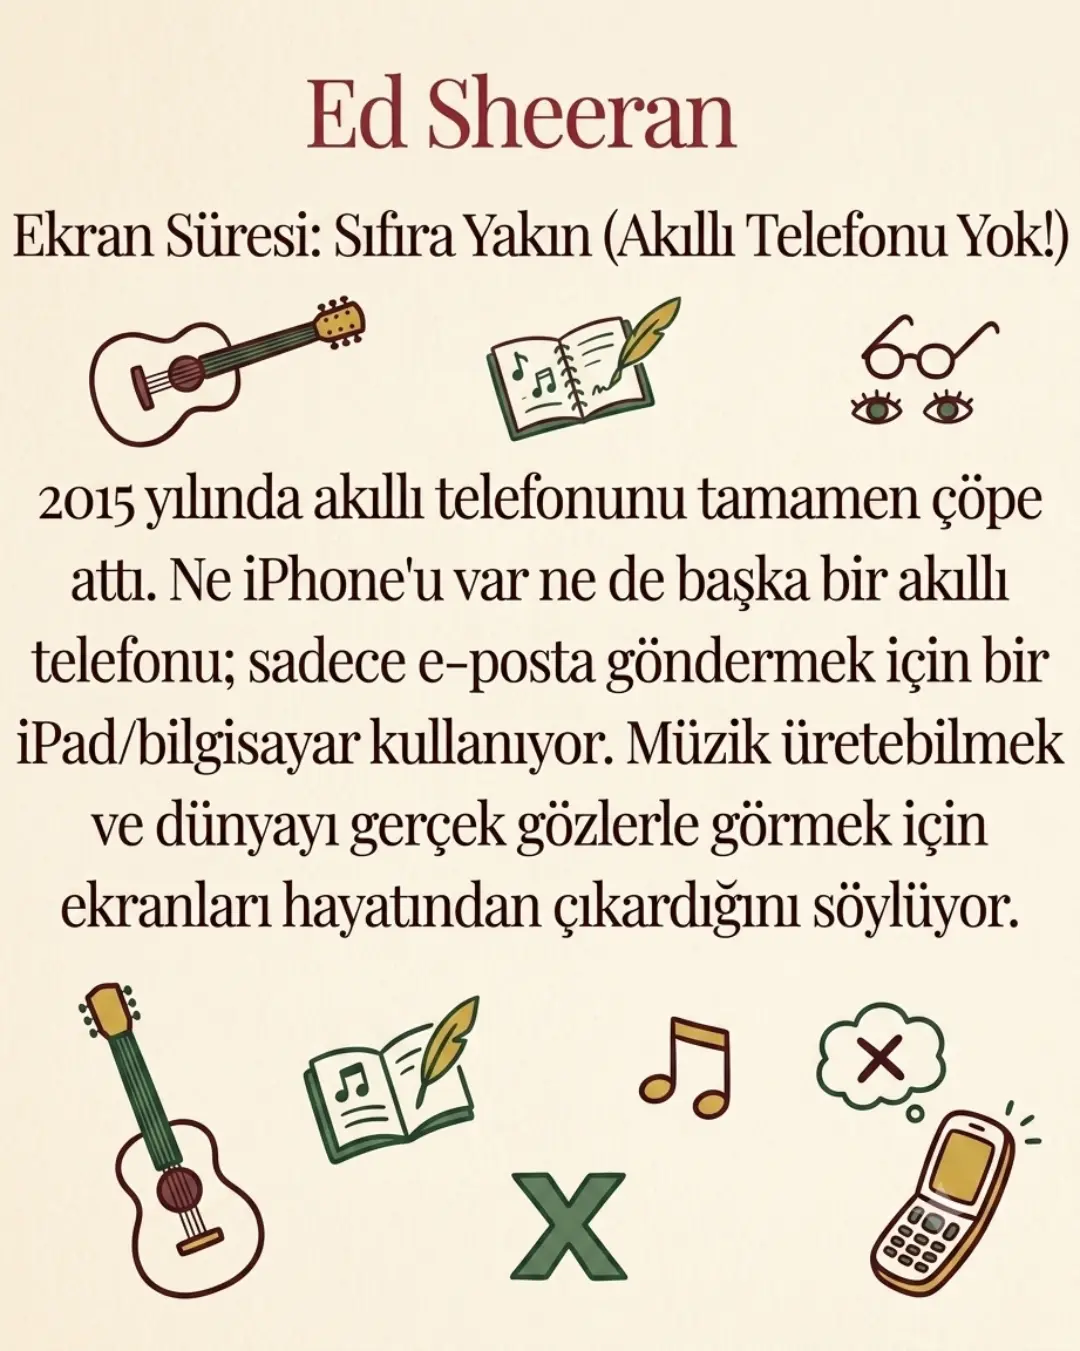 Ed Sheeran
Ekran Süresi: Sıfıra Yakın (Akıllı Telefonu Yok!)
2015 yılında akıllı telefonunu tamamen çöpe
attı. Ne iPhone'u var ne de başka bir akıllı
telefonu; sadece e-posta göndermek için bir
iPad/bilgisayar kullanıyor. Müzik üretebilmek
ve dünyayı gerçek gözlerle görmek için
ekranları hayatından çıkardığını söylüyor.
X